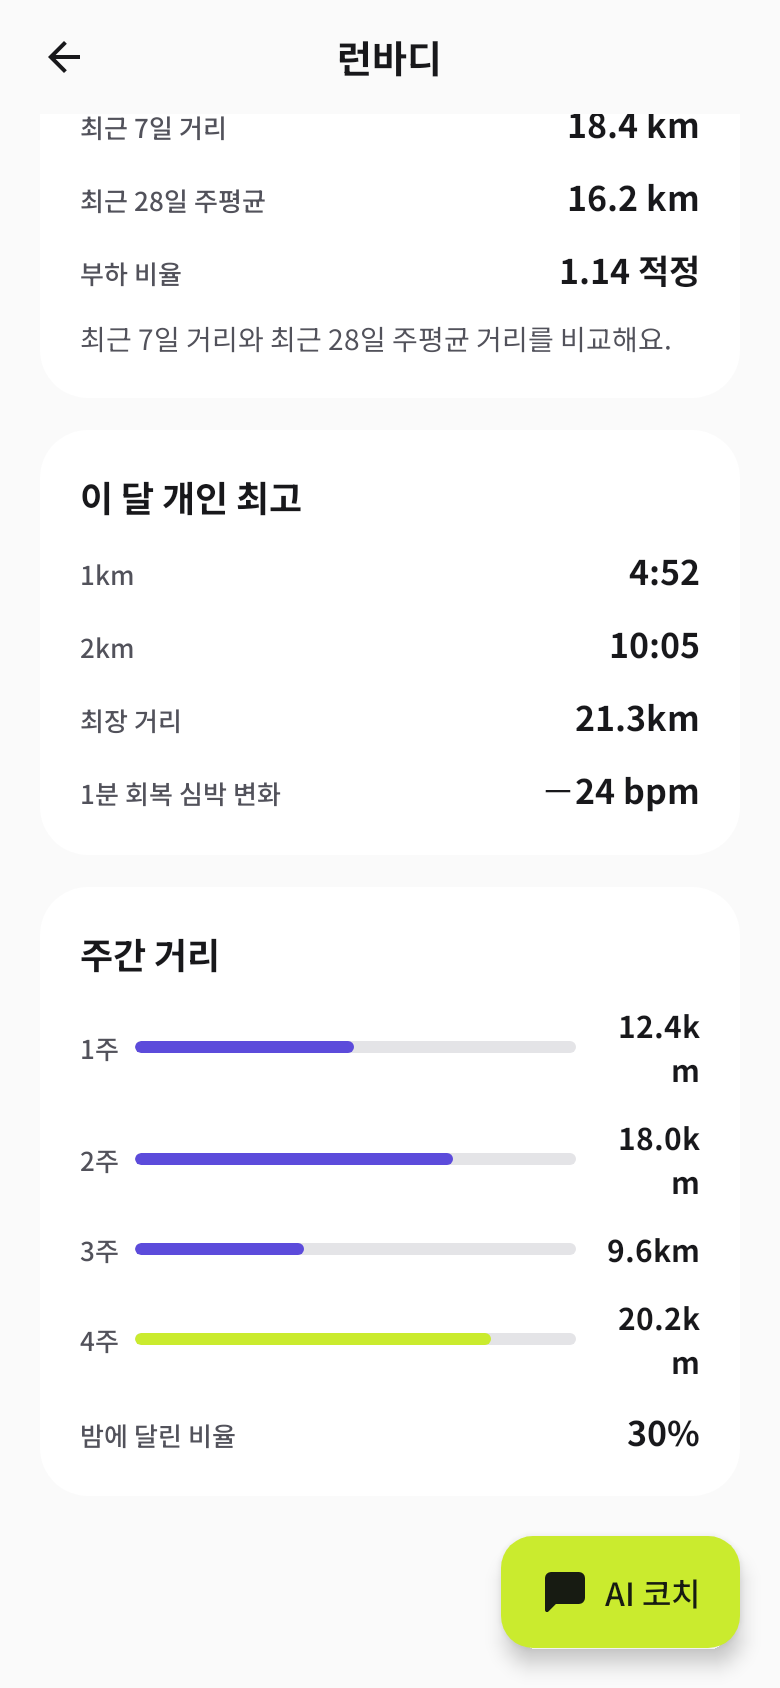 런바디
최근 7일 거리 18.4 km
최근 28일 주평균 16.2 km
부하 비율 1.14 적정
최근 7일 거리와 최근 28일 주평균 거리를 비교해요.
이 달 개인 최고
1km 4:52
2km 10:05
최장 거리 21.3km
1분 회복 심박 변화 −24 bpm
주간 거리
1주 12.4k
m
2주 18.0k
m
3주 9.6km
4주 20.2k
m
밤에 달린 비율 30%
AI 코치